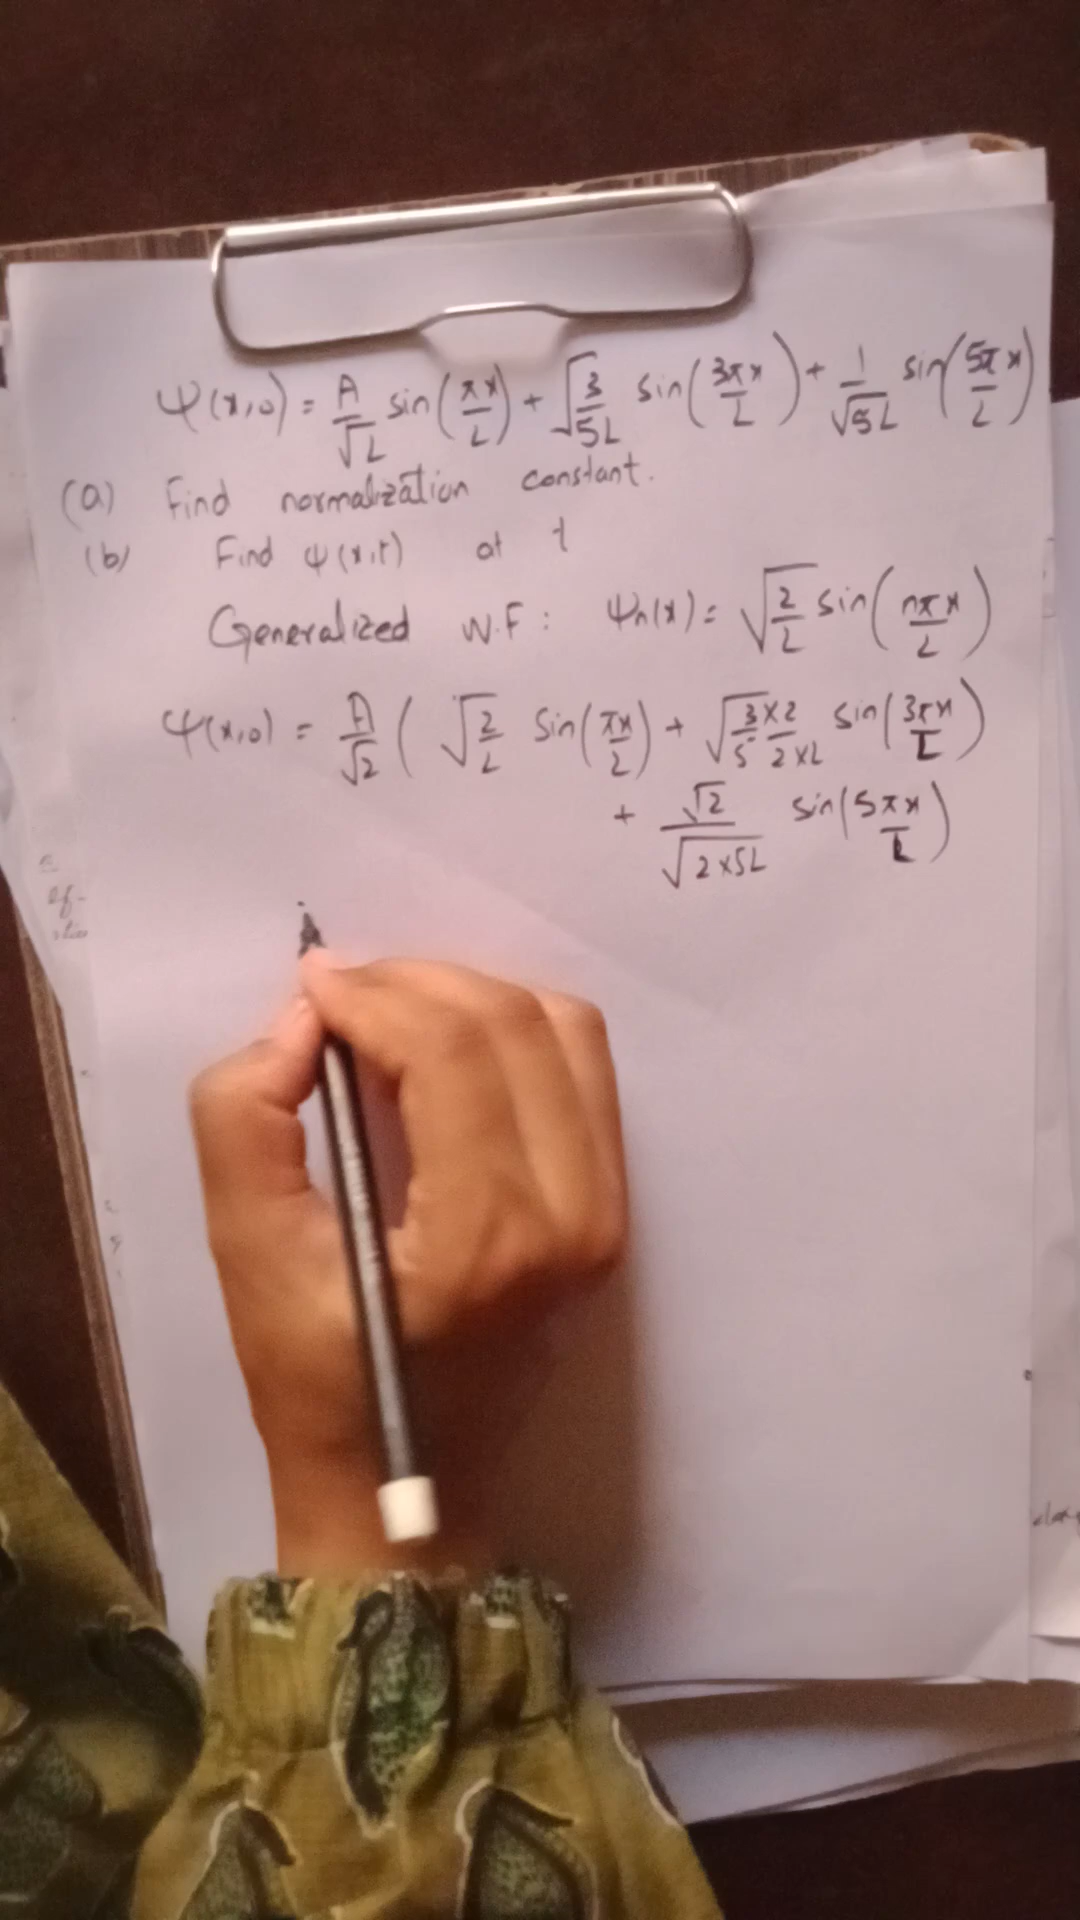 ψ(x,0) = A/√L sin(πx/L) + √(3/5L) sin(3πx/L) + 1/√5L sin(5πx/L)
(a) Find normalization constant.
(b) Find ψ(x,t) at t
Generalized W.F : ψn(x) = √(2/L) sin(nπx/L)
ψ(x,0) = A/√2 ( √(2/L) sin(πx/L) + √(3×2/5 2×L) sin(3πx/L)
+ √2/√(2×5L) sin(5πx/L)